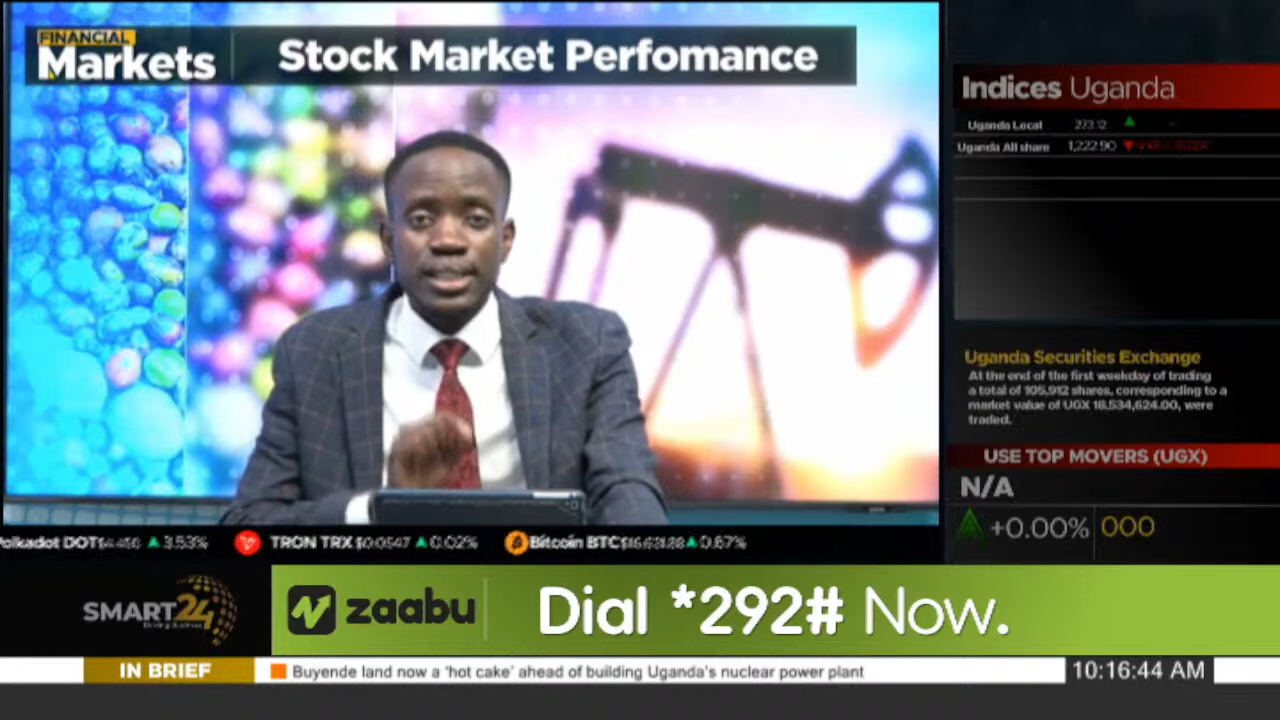 FINANCIAL
Markets
Stock Market Perfomance
Indices Uganda
Uganda Local 273.12
Uganda All share 1,222.90
Uganda Securities Exchange
At the end of the first weekday of trading
a total of 105,912 shares, corresponding to a
market value of UGX 18,534,624.00, were
traded.
USE TOP MOVERS (UGX)
N/A
+0.00% 000
Polkadot DOT 3.53% TRON TRX $0.0547 0.02% Bitcoin BTC 0.67%
SMART24
zaabu Dial *292# Now.
IN BRIEF Buyende land now a 'hot cake' ahead of building Uganda's nuclear power plant 10:16:44 AM